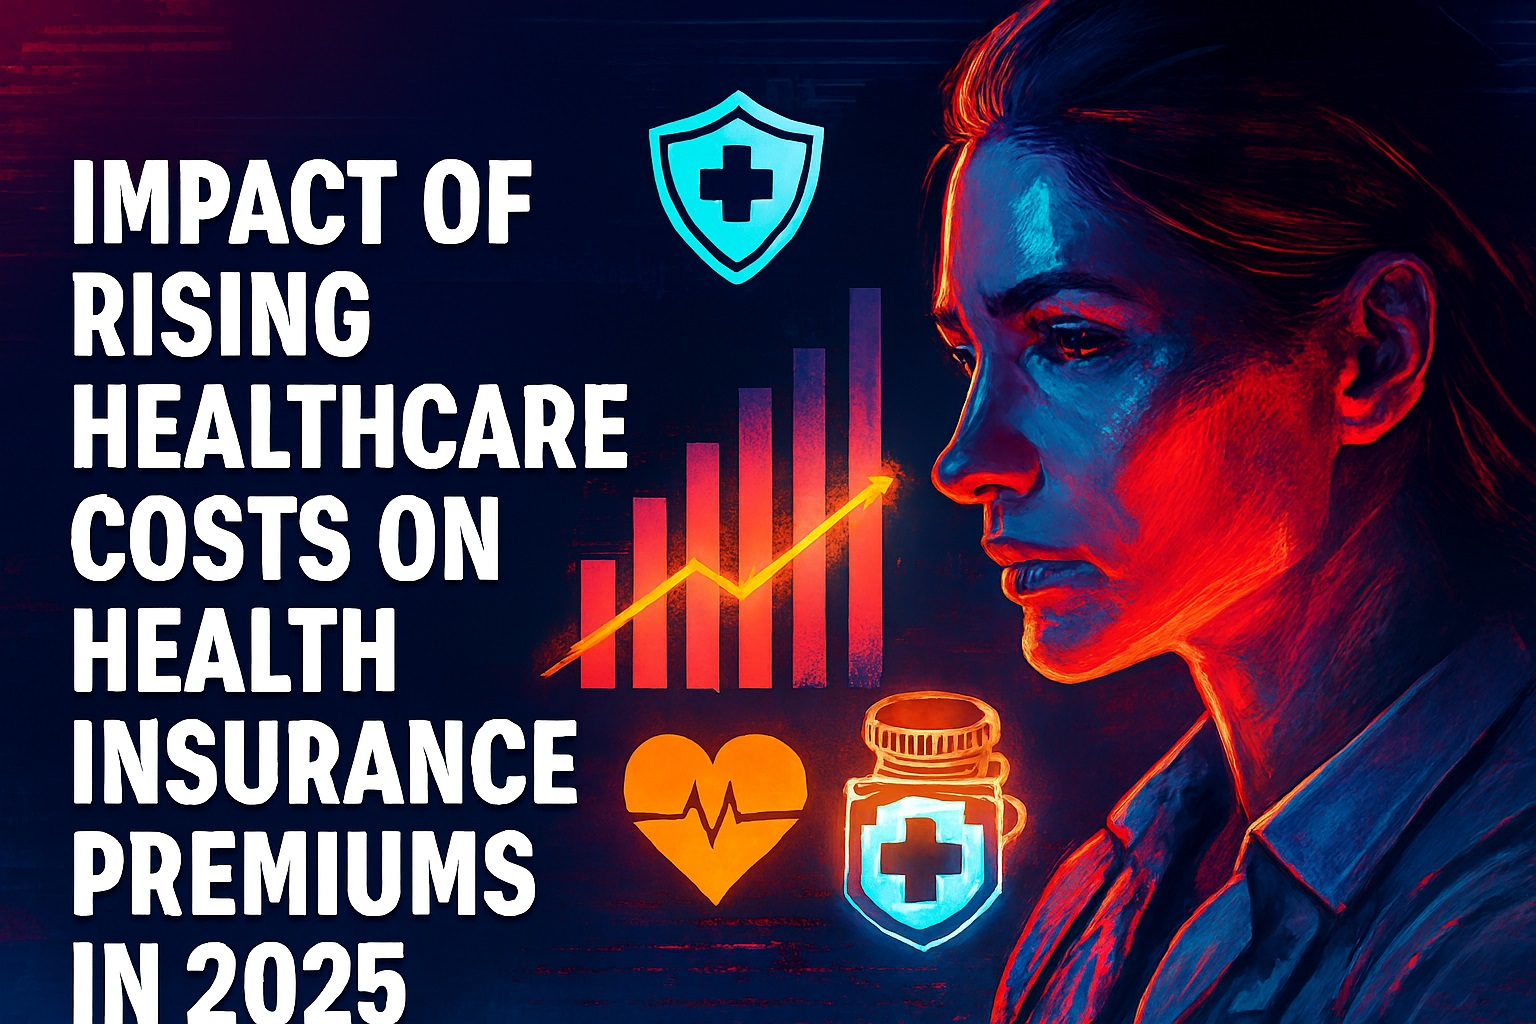 IMPACT OF
RISING
HEALTHCARE
COSTS ON
HEALTH
INSURANCE
PREMIUMS
IN 2025